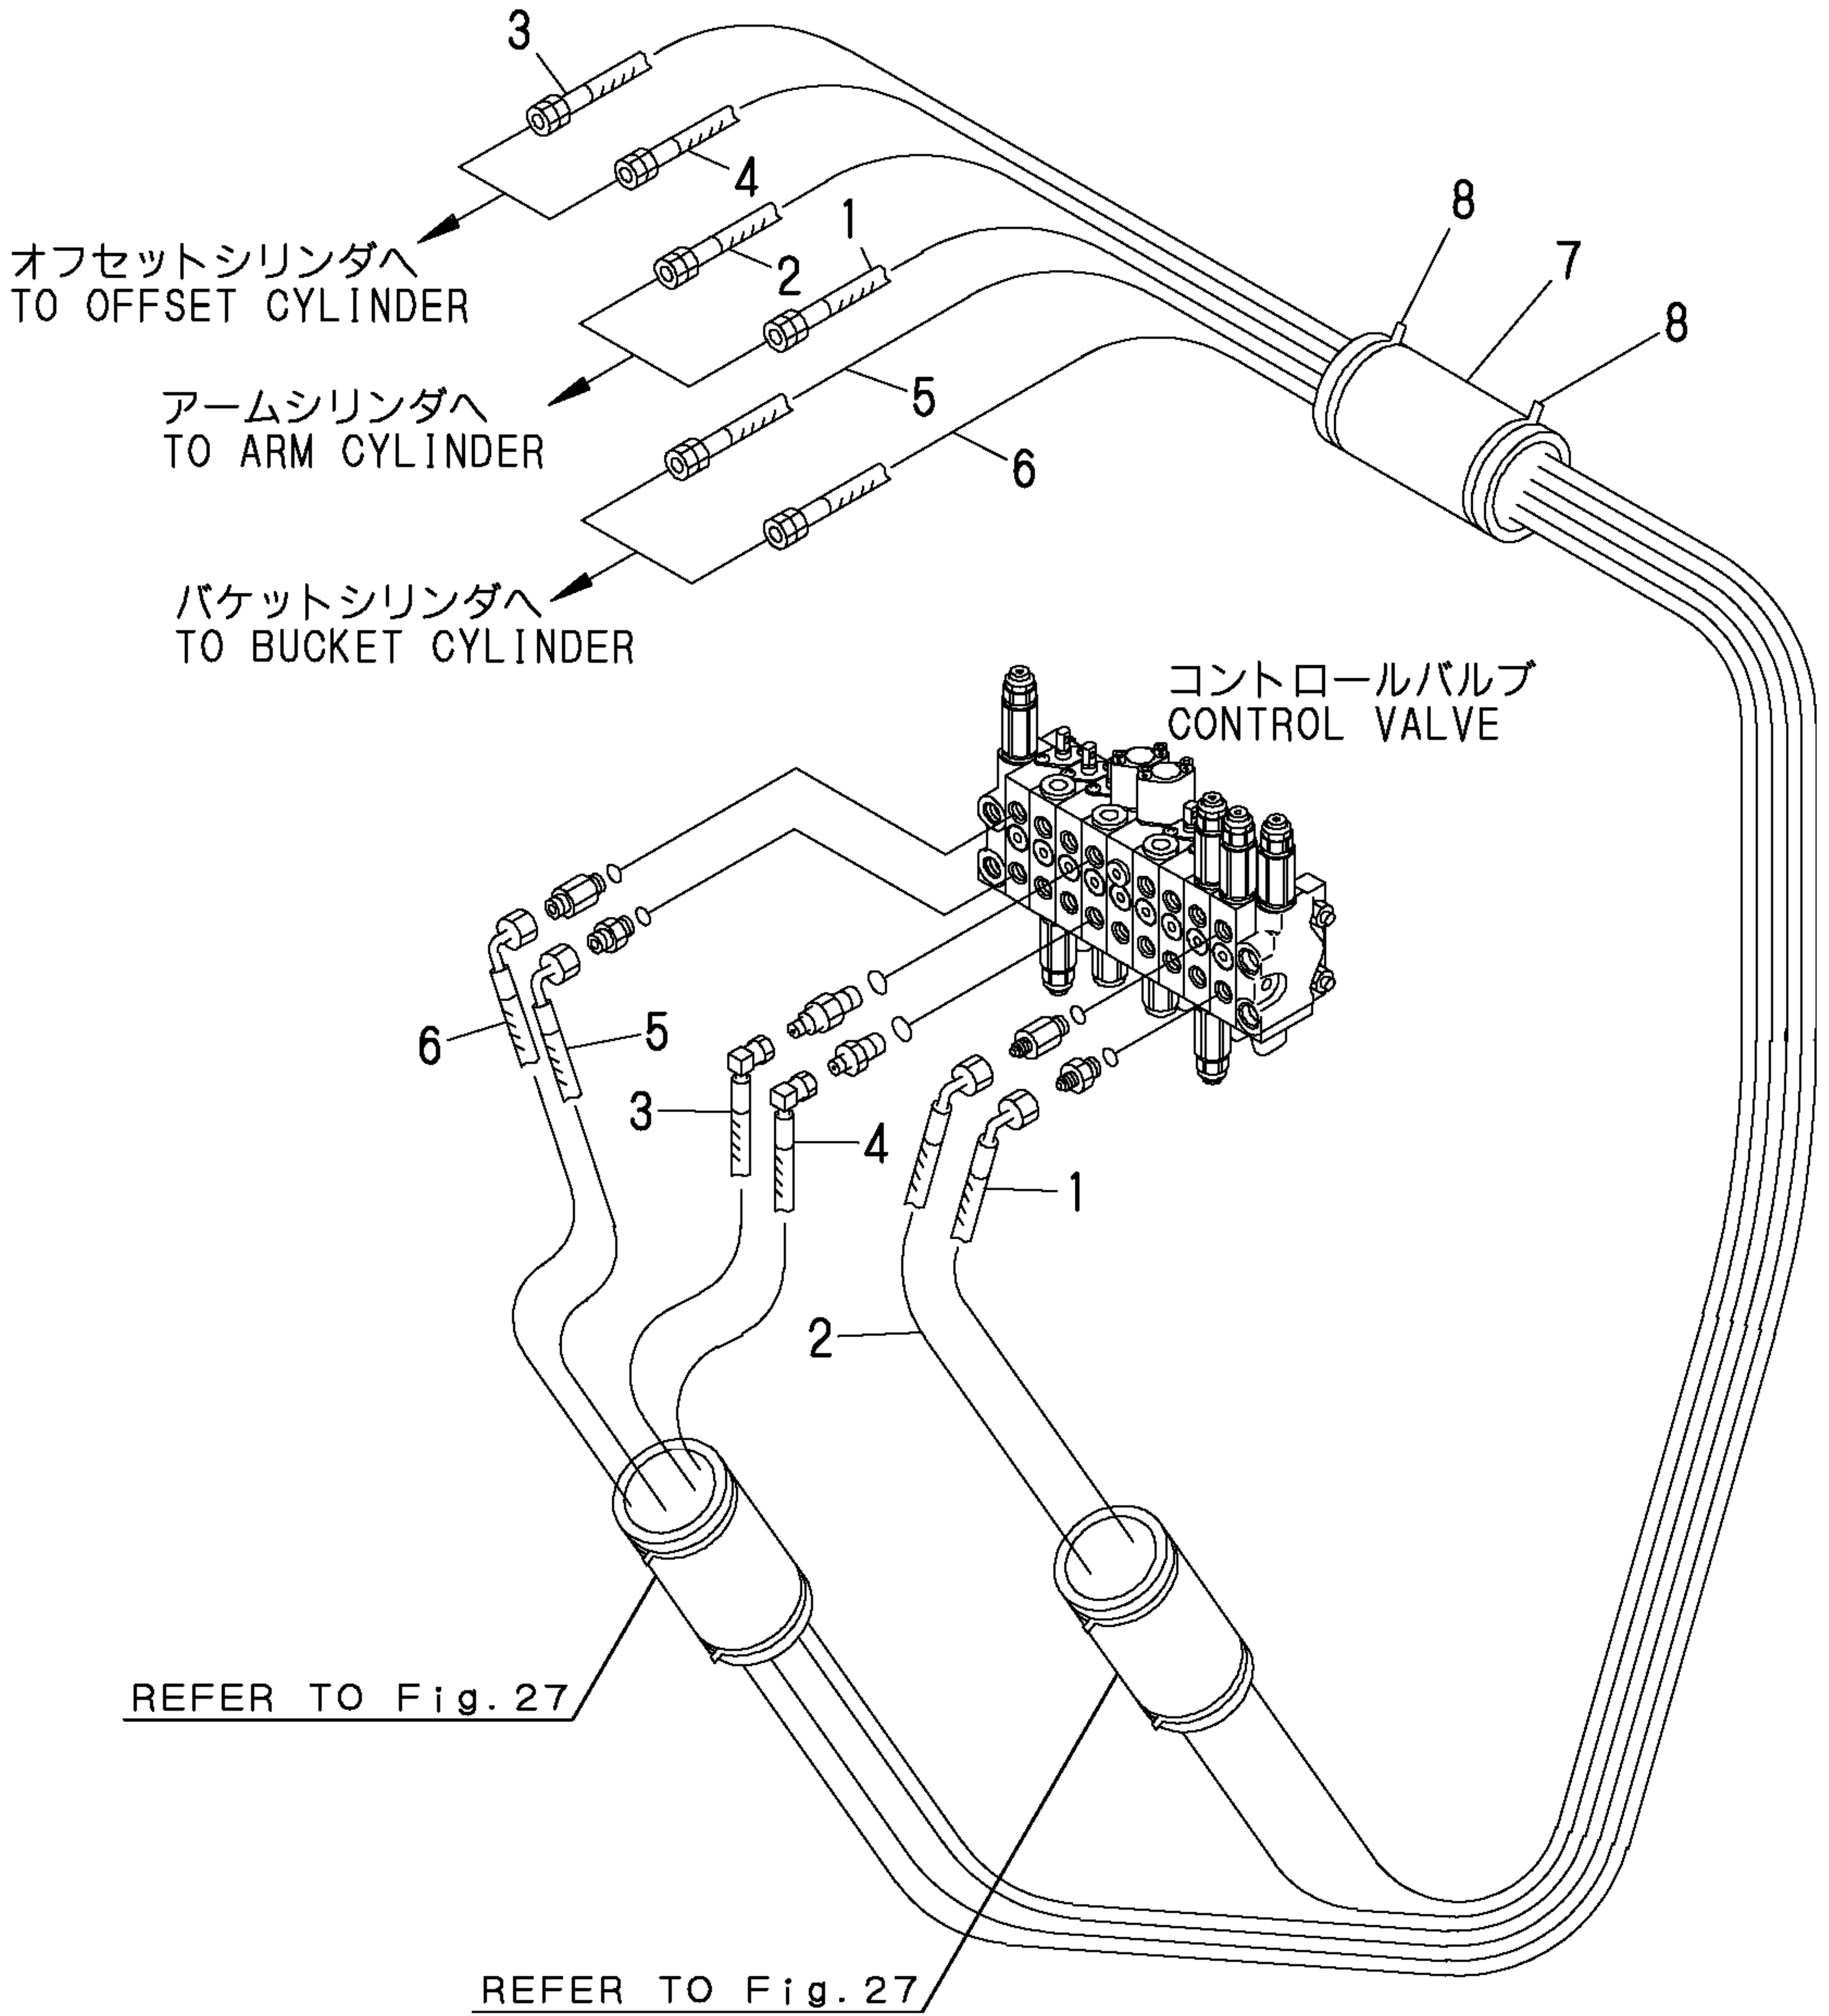 3
4
オフセットシリンダへ
TO OFFSET CYLINDER
1
2
8
7
8
アームシリンダへ
TO ARM CYLINDER
5
6
バケットシリンダへ
TO BUCKET CYLINDER
コントロールバルブ
CONTROL VALVE
6
5
3
4
1
2
REFER TO Fig.27
REFER TO Fig.27